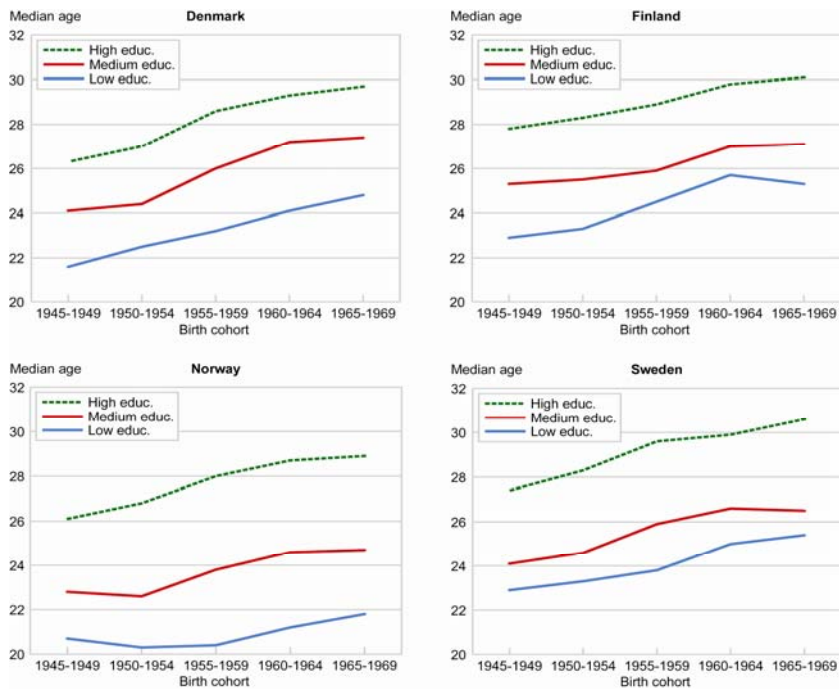 Median age
Denmark
32
High educ.
30
Medium educ.
Low educ.
28
26
24
22
20
1945-1949 1950-1954 1955-1959 1960-1964 1965-1969
Birth cohort
Median age
Finland
32
High educ.
30
Medium educ.
Low educ.
28
26
24
22
20
1945-1949 1950-1954 1955-1959 1960-1964 1965-1969
Birth cohort
Median age
Norway
32
High educ.
Medium educ.
30
Low educ.
28
26
24
22
20
1945-1949 1950-1954 1955-1959 1960-1964 1965-1969
Birth cohort
Median age
Sweden
32
High educ.
Medium educ.
30
Low educ.
28
26
24
22
20
1945-1949 1950-1954 1955-1959 1960-1964 1965-1969
Birth cohort